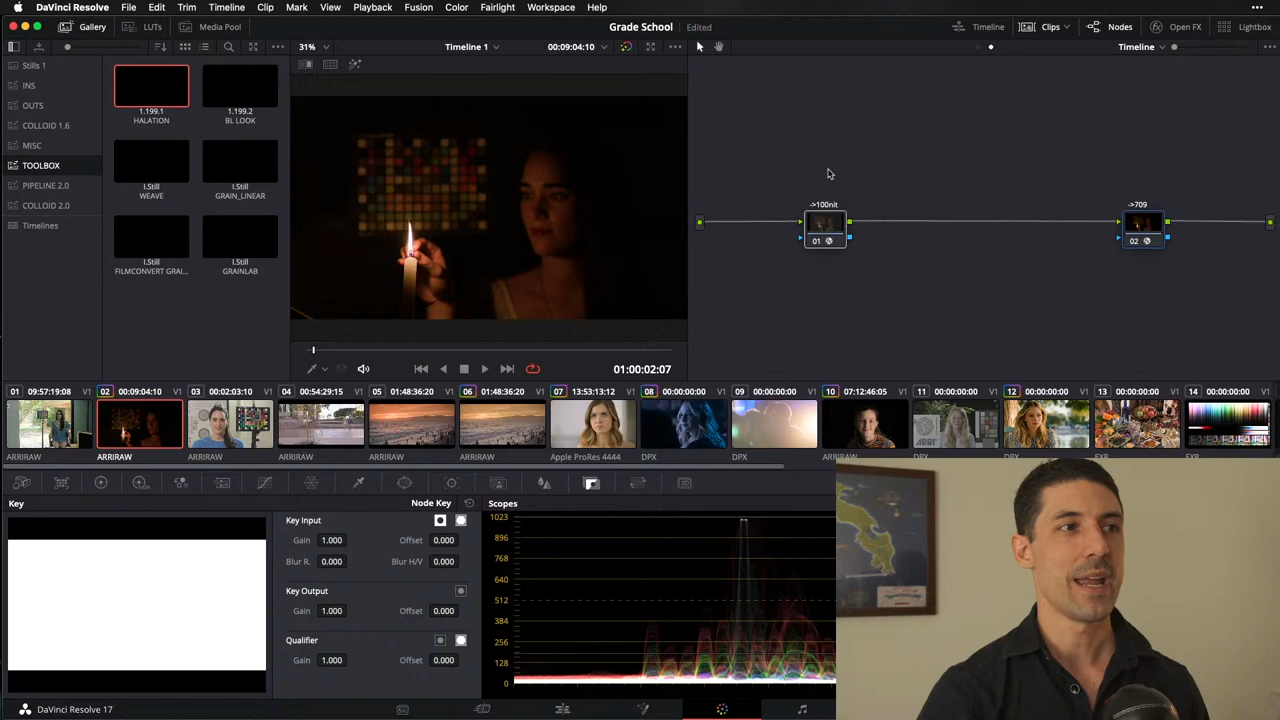 DaVinci Resolve File Edit Trim Timeline Clip Mark View Playback Fusion Color Fairlight Workspace Help
Gallery LUTs Media Pool Grade School Edited Timeline Clips Nodes Open FX Lightbox
31% Timeline 1 00:09:04:10 Timeline
Stills 1
INS
OUTS
COLLOID 1.6
MISC
TOOLBOX
PIPELINE 2.0
COLLOID 2.0
Timelines
1.199.1 1.199.2
HALATION BL LOOK
I.Still I.Still
WEAVE GRAIN_LINEAR
I.Still I.Still
FILMCONVERT GRAI... GRAINLAB
->100nit ->709
01 02
01:00:02:07
01 09:57:19:08 V1 02 00:09:04:10 V1 03 00:02:03:10 V1 04 00:54:29:15 V1 05 01:48:36:20 V1 06 01:48:36:20 V1 07 13:53:13:12 V1 08 00:00:00:00 V1 09 00:00:00:00 V1 10 07:12:46:05 V1 11 00:00:00:00 V1 12 00:00:00:00 V1 13 00:00:00:00 V1 14 00:00:00:00 V1
ARRIRAW ARRIRAW ARRIRAW ARRIRAW ARRIRAW ARRIRAW Apple ProRes 4444 DPX DPX ARRIRAW DPX DPX EXR EXR
Key Node Key Scopes
Key Input
Gain 1.000 Offset 0.000
Blur R. 0.000 Blur H/V 0.000
Key Output
Gain 1.000 Offset 0.000
Qualifier
Gain 1.000 Offset 0.000
1023
896
768
640
512
384
256
128
0
DaVinci Resolve 17